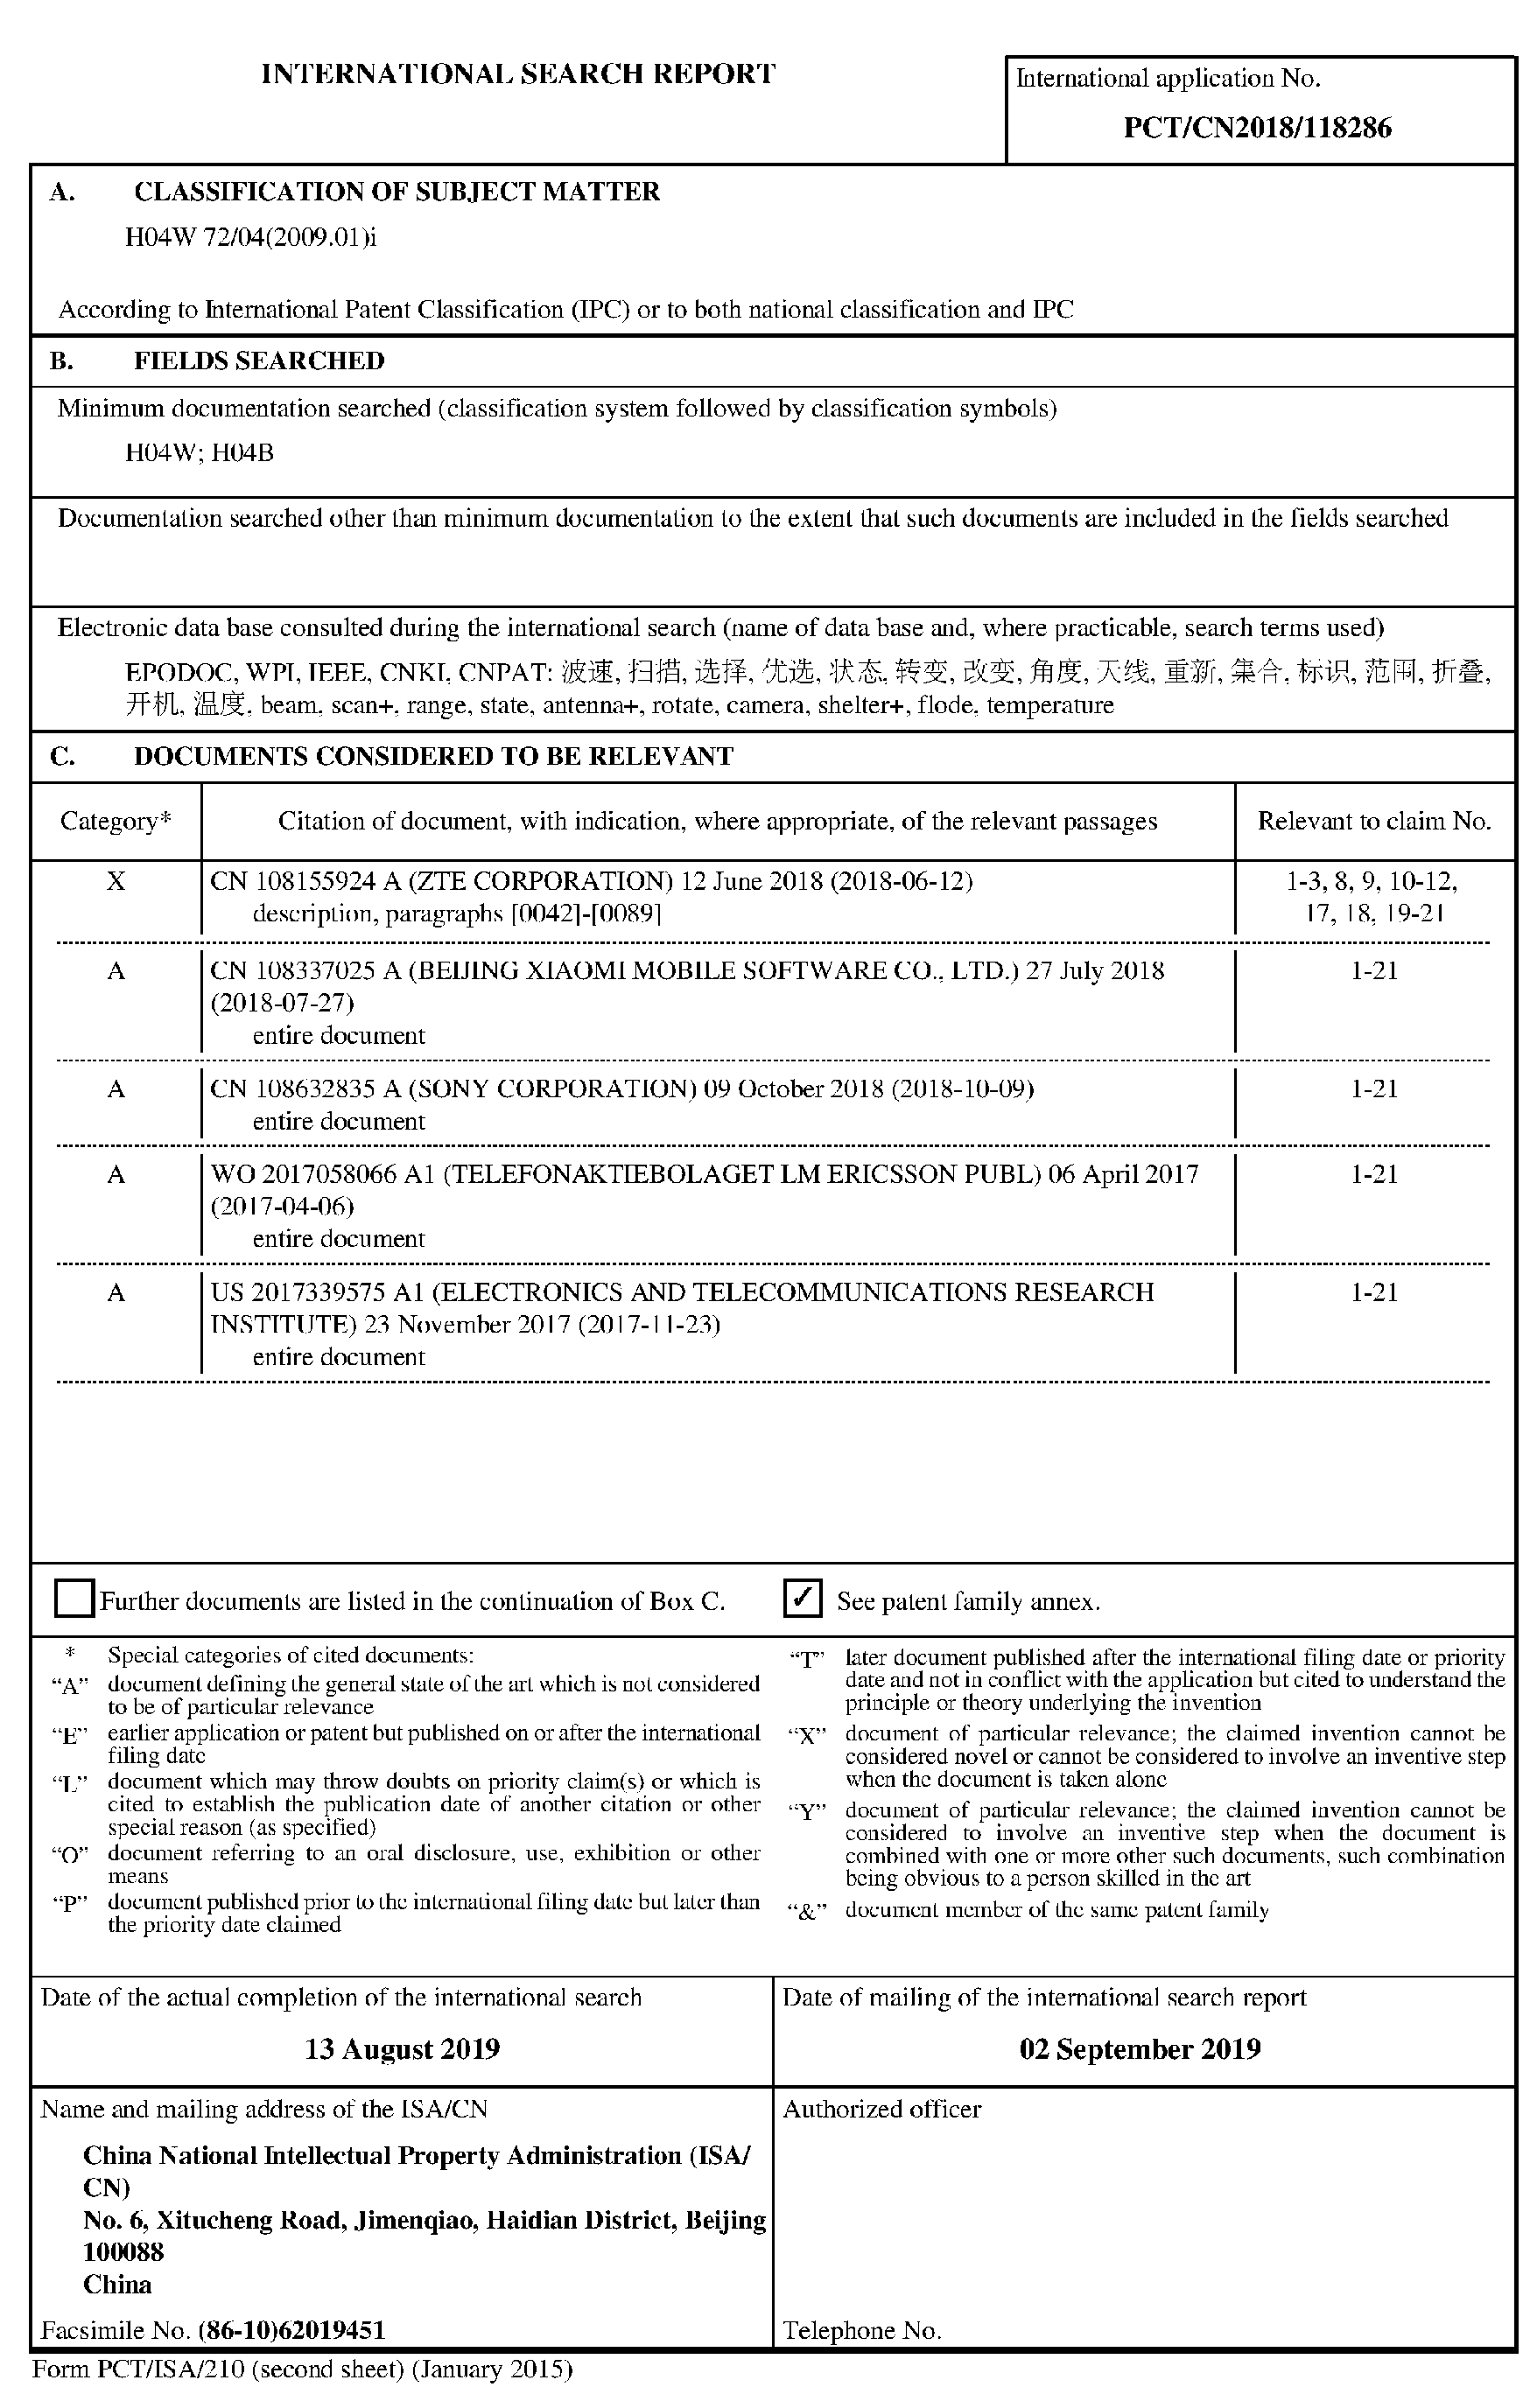 INTERNATIONAL SEARCH REPORT
International application No.
PCT/CN2018/118286
A. CLASSIFICATION OF SUBJECT MATTER
H04W 72/04(2009.01)i
According to International Patent Classification (IPC) or to both national classification and IPC
B. FIELDS SEARCHED
Minimum documentation searched (classification system followed by classification symbols)
H04W; H04B
Documentation searched other than minimum documentation to the extent that such documents are included in the fields searched
Electronic data base consulted during the international search (name of data base and, where practicable, search terms used)
EPODOC, WPI, IEEE, CNKI, CNPAT: 波速, 扫描, 选择, 优选, 状态, 转变, 改变, 角度, 天线, 重新, 集合, 标识, 范围, 折叠,
开机, 温度, beam, scan+, range, state, antenna+, rotate, camera, shelter+, flode, temperature
C. DOCUMENTS CONSIDERED TO BE RELEVANT
Category* Citation of document, with indication, where appropriate, of the relevant passages Relevant to claim No.
X CN 108155924 A (ZTE CORPORATION) 12 June 2018 (2018-06-12) 1-3, 8, 9, 10-12,
description, paragraphs [0042]-[0089] 17, 18, 19-21
A CN 108337025 A (BEIJING XIAOMI MOBILE SOFTWARE CO., LTD.) 27 July 2018 1-21
(2018-07-27)
entire document
A CN 108632835 A (SONY CORPORATION) 09 October 2018 (2018-10-09) 1-21
entire document
A WO 2017058066 A1 (TELEFONAKTIEBOLAGET LM ERICSSON PUBL) 06 April 2017 1-21
(2017-04-06)
entire document
A US 2017339575 A1 (ELECTRONICS AND TELECOMMUNICATIONS RESEARCH 1-21
INSTITUTE) 23 November 2017 (2017-11-23)
entire document
Further documents are listed in the continuation of Box C. ✓ See patent family annex.
* Special categories of cited documents:
“A” document defining the general state of the art which is not considered
to be of particular relevance
“E” earlier application or patent but published on or after the international
filing date
“L” document which may throw doubts on priority claim(s) or which is
cited to establish the publication date of another citation or other
special reason (as specified)
“O” document referring to an oral disclosure, use, exhibition or other
means
“P” document published prior to the international filing date but later than
the priority date claimed
“T” later document published after the international filing date or priority
date and not in conflict with the application but cited to understand the
principle or theory underlying the invention
“X” document of particular relevance; the claimed invention cannot be
considered novel or cannot be considered to involve an inventive step
when the document is taken alone
“Y” document of particular relevance; the claimed invention cannot be
considered to involve an inventive step when the document is
combined with one or more other such documents, such combination
being obvious to a person skilled in the art
“&” document member of the same patent family
Date of the actual completion of the international search
13 August 2019
Date of mailing of the international search report
02 September 2019
Name and mailing address of the ISA/CN
China National Intellectual Property Administration (ISA/
CN)
No. 6, Xitucheng Road, Jimenqiao, Haidian District, Beijing
100088
China
Facsimile No. (86-10)62019451
Authorized officer
Telephone No.
Form PCT/ISA/210 (second sheet) (January 2015)